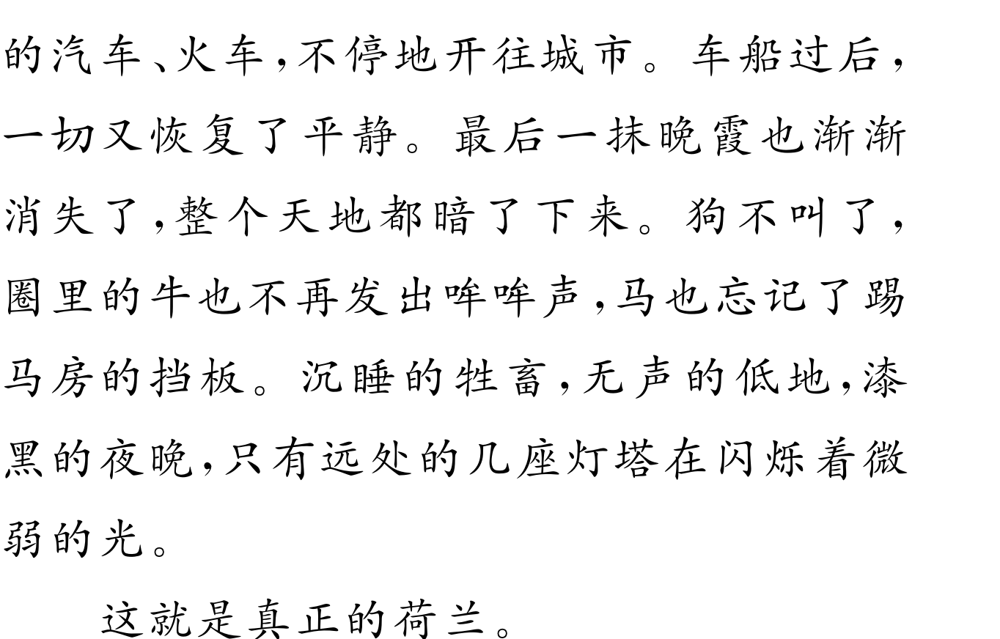 的汽车、火车,不停地开往城市。车船过后,
一切又恢复了平静。最后一抹晚霞也渐渐
消失了,整个天地都暗了下来。狗不叫了,
圈里的牛也不再发出哞哞声,马也忘记了踢
马房的挡板。沉睡的牲畜,无声的低地,漆
黑的夜晚,只有远处的几座灯塔在闪烁着微
弱的光。
这就是真正的荷兰。